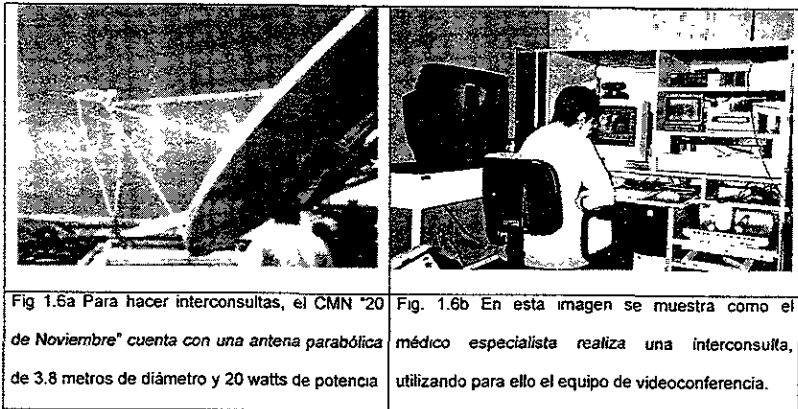 Fig 1.6a Para hacer interconsultas, el CMN "20
de Noviembre" cuenta con una antena parabólica
de 3.8 metros de diámetro y 20 watts de potencia
Fig. 1.6b En esta imagen se muestra como el
médico especialista realiza una interconsulta,
utilizando para ello el equipo de videoconferencia.